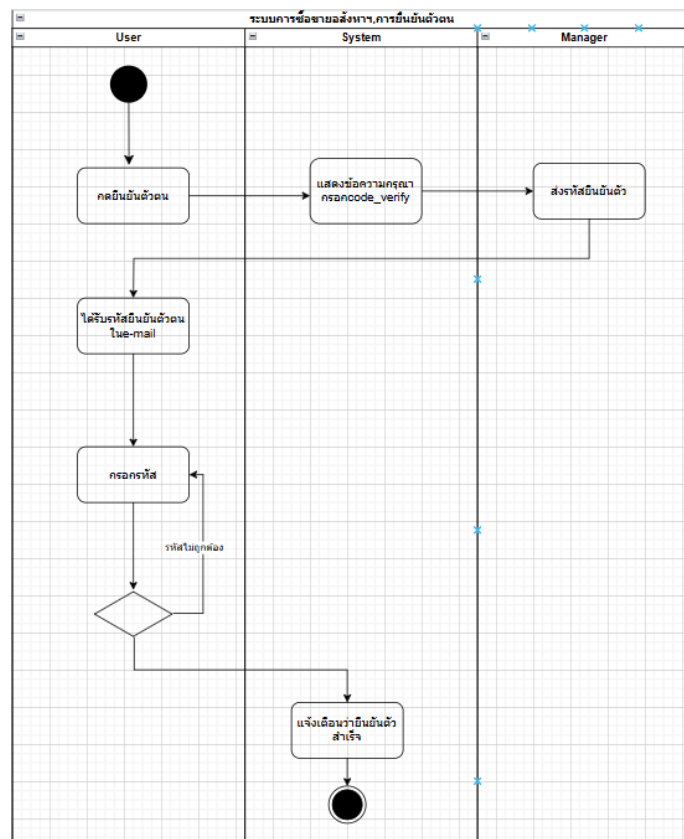 ระบบการซื้อขายอสังหาฯ,การยืนยันตัวตน
User
System
Manager
กดยืนยันตัวตน
แสดงข้อความกรุณา
กรอกcode_verify
ส่งรหัสยืนยันตัว
ได้รับรหัสยืนยันตัวตน
ในe-mail
กรอกรหัส
รหัสไม่ถูกต้อง
แจ้งเตือนว่ายืนยันตัว
สำเร็จ